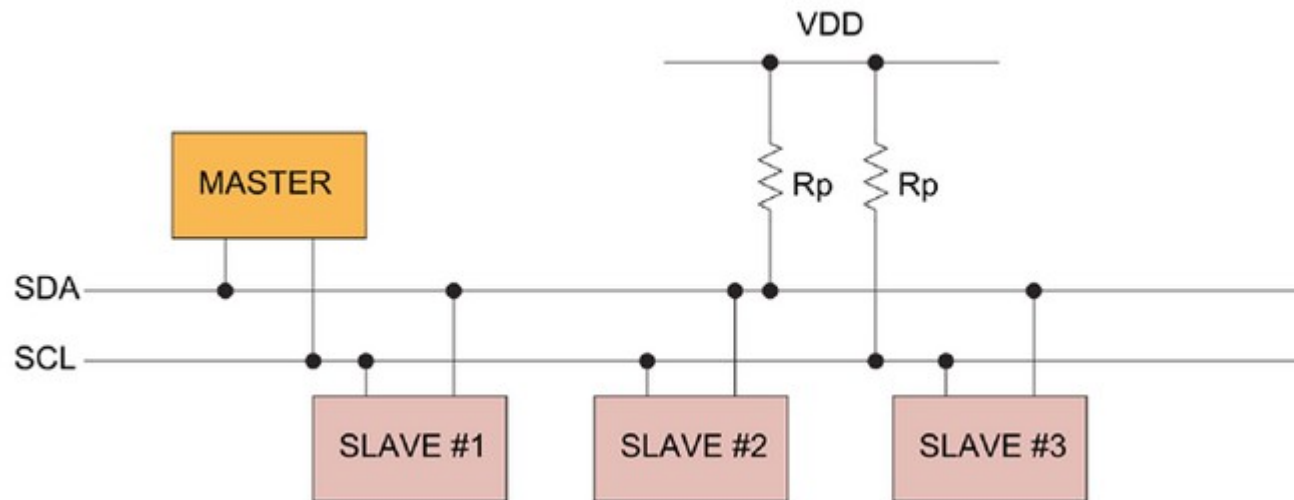 VDD
MASTER
Rp
Rp
SDA
SCL
SLAVE #1
SLAVE #2
SLAVE #3